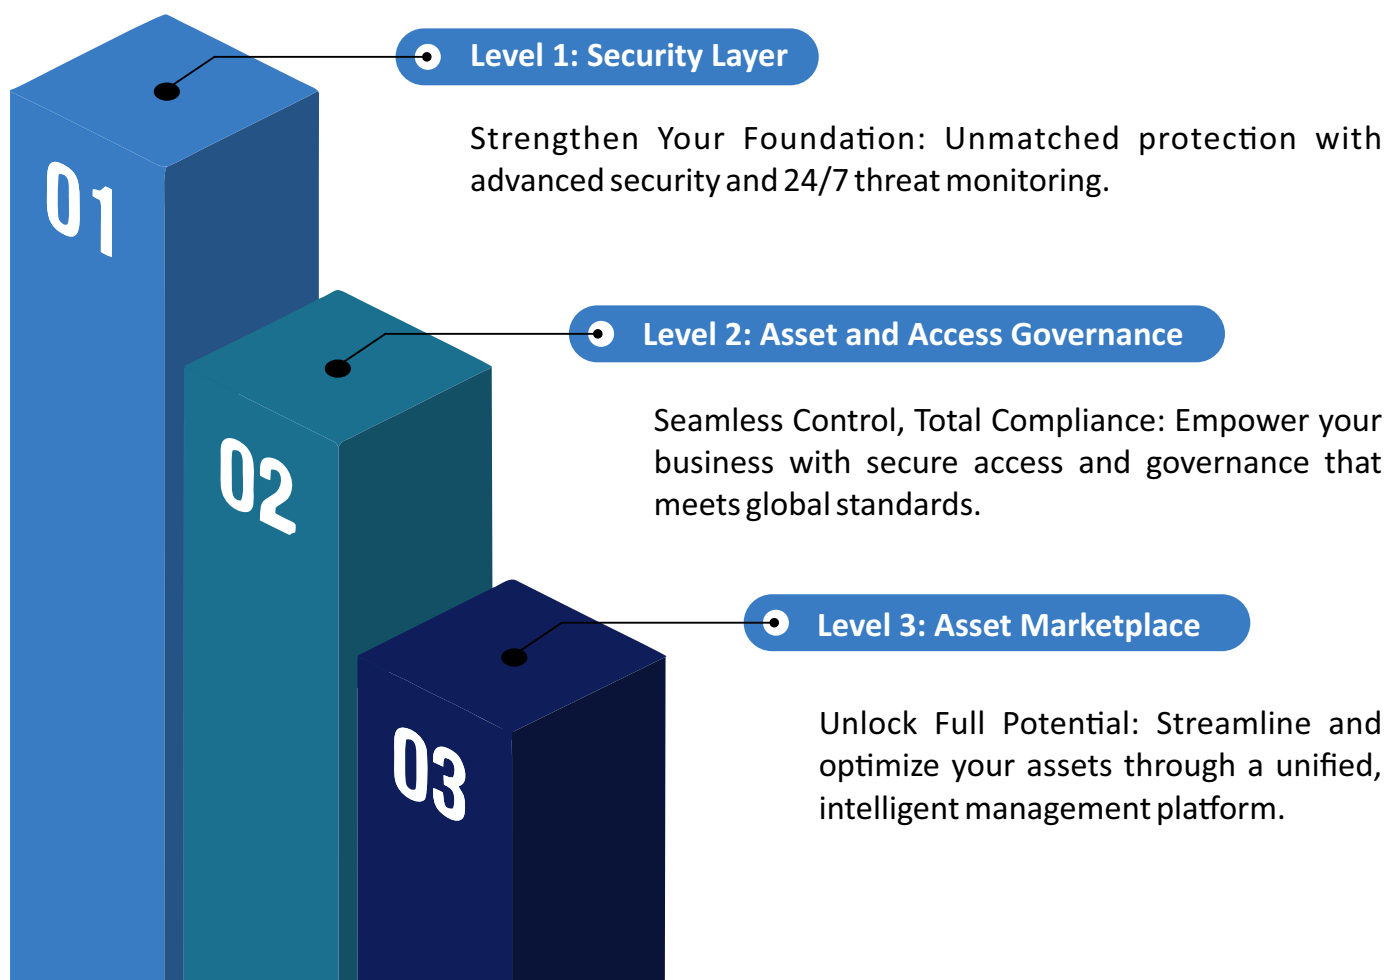 Level 1: Security Layer
Strengthen Your Foundation: Unmatched protection with
advanced security and 24/7 threat monitoring.
01
Level 2: Asset and Access Governance
Seamless Control, Total Compliance: Empower your
business with secure access and governance that
meets global standards.
02
Level 3: Asset Marketplace
Unlock Full Potential: Streamline and
optimize your assets through a unified,
intelligent management platform.
03